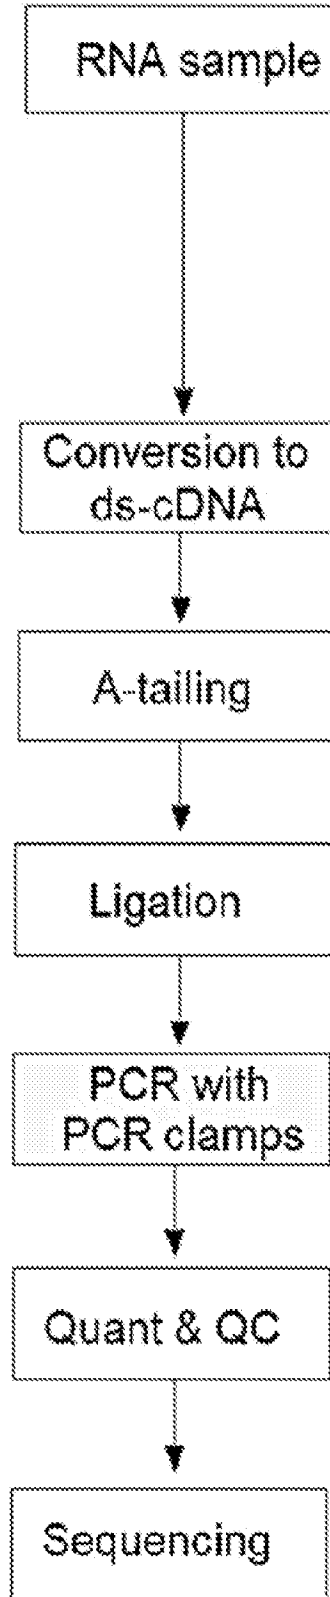 RNA sample
Conversion to
ds-cDNA
A-tailing
Ligation
PCR with
PCR clamps
Quant & QC
Sequencing